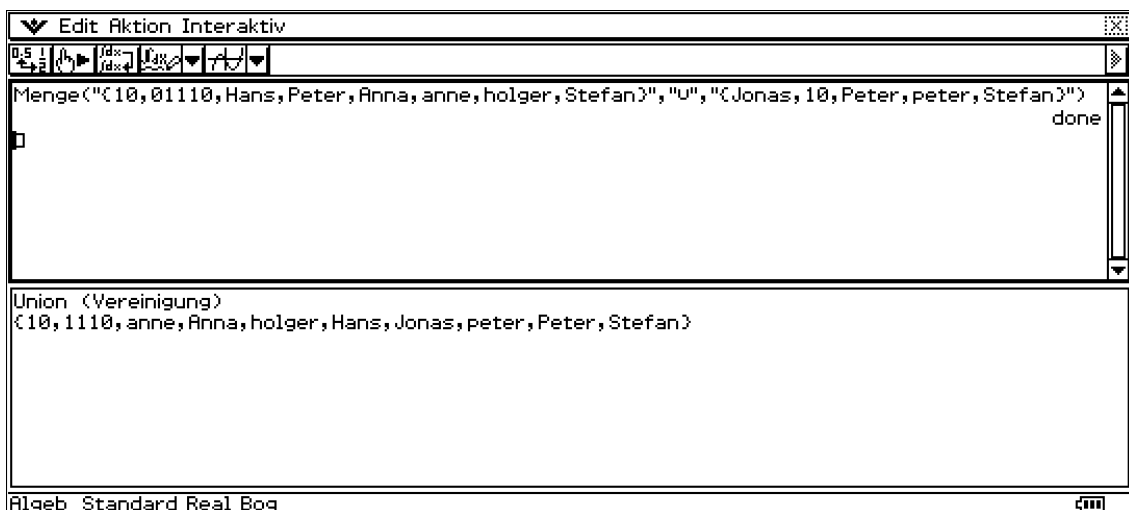 Edit Aktion Interaktiv
Menge("{10,01110,Hans,Peter,Anna,anne,holger,Stefan}","∪","{Jonas,10,Peter,peter,Stefan}")
done
Union (Vereinigung)
{10,1110,anne,Anna,holger,Hans,Jonas,peter,Peter,Stefan}
Algeb Standard Real Bog